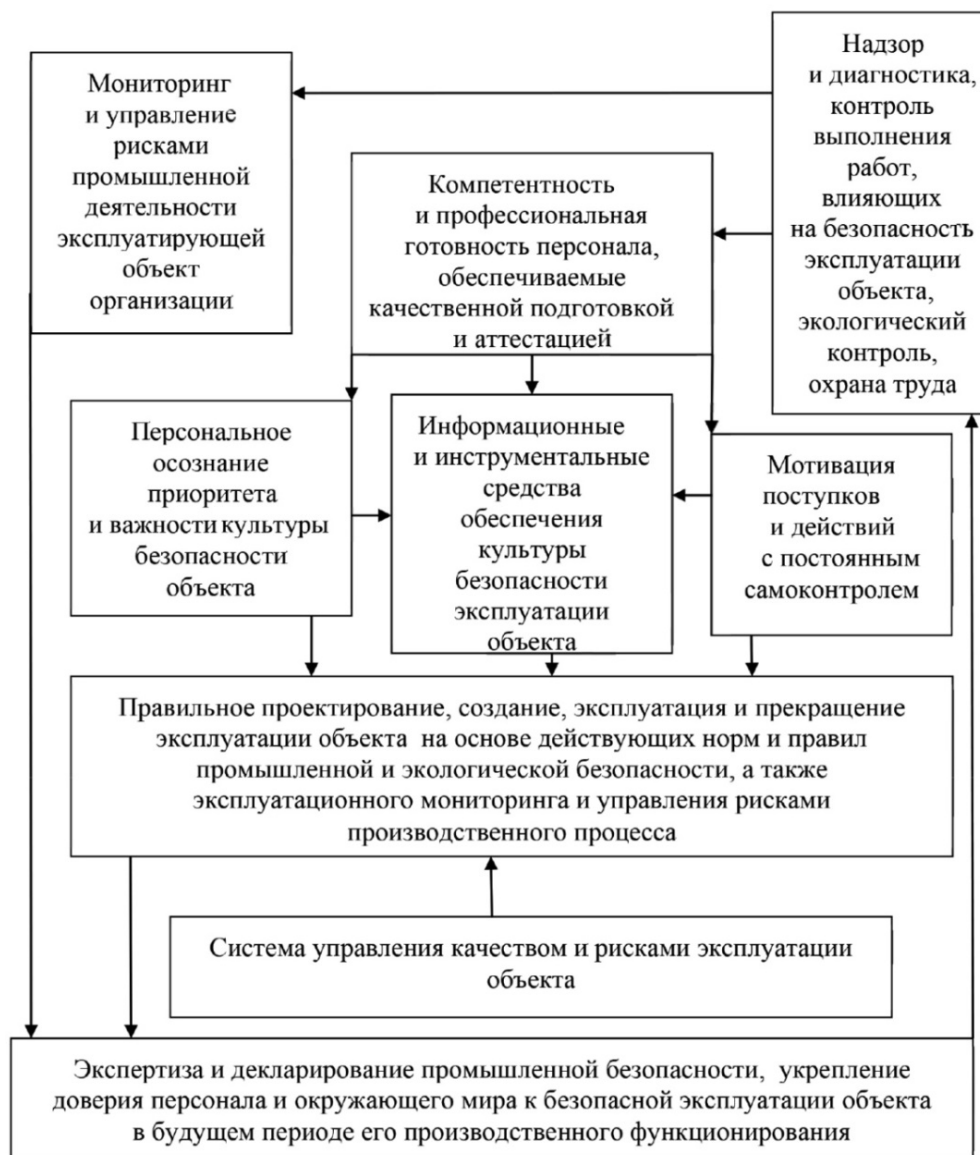 Мониторинг
и управление
рисками
промышленной
деятельности
эксплуатирующей
объект
организации
Надзор
и диагностика,
контроль
выполнения
работ,
влияющих
на безопасность
эксплуатации
объекта,
экологический
контроль,
охрана труда
Компетентность
и профессиональная
готовность персонала,
обеспечиваемые
качественной подготовкой
и аттестацией
Персональное
осознание
приоритета
и важности культуры
безопасности
объекта
Информационные
и инструментальные
средства
обеспечения
культуры
безопасности
эксплуатации
объекта
Мотивация
поступков
и действий
с постоянным
самоконтролем
Правильное проектирование, создание, эксплуатация и прекращение
эксплуатации объекта на основе действующих норм и правил
промышленной и экологической безопасности, а также
эксплуатационного мониторинга и управления рисками
производственного процесса
Система управления качеством и рисками эксплуатации
объекта
Экспертиза и декларирование промышленной безопасности, укрепление
доверия персонала и окружающего мира к безопасной эксплуатации объекта
в будущем периоде его производственного функционирования